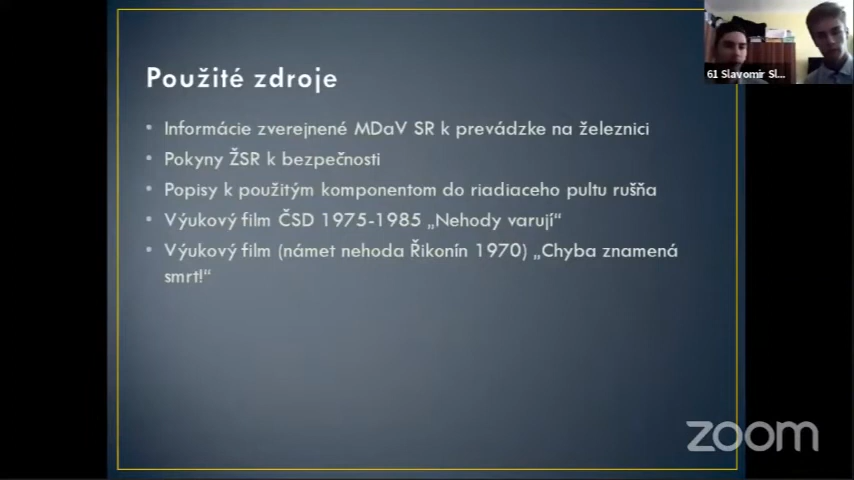 Použité zdroje
• Informácie zverejnené MDaV SR k prevádzke na železnici
• Pokyny ŽSR k bezpečnosti
• Popisy k použitým komponentom do riadiaceho pultu rušňa
• Výukový film ČSD 1975-1985 „Nehody varují“
• Výukový film (námet nehoda Řikonín 1970) „Chyba znamená
smrt!“
61 Slavomir Sl...
zoom